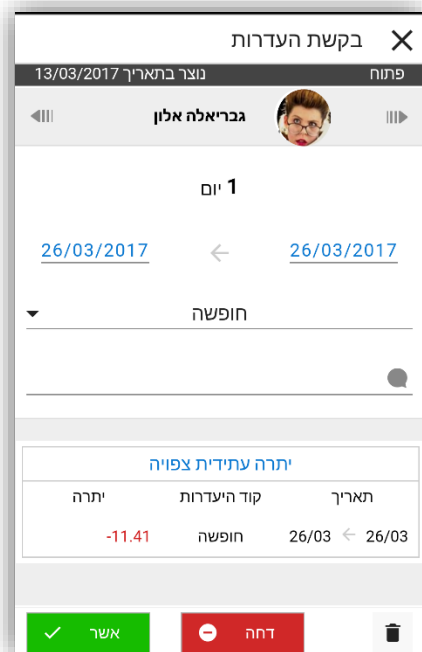 בקשת העדרות
פתוח נוצר בתאריך 13/03/2017
גבריאלה אלון
1 יום
26/03/2017 ← 26/03/2017
חופשה
יתרה עתידית צפויה
תאריך קוד היעדרות יתרה
26/03 ← 26/03 חופשה -11.41
דחה אשר